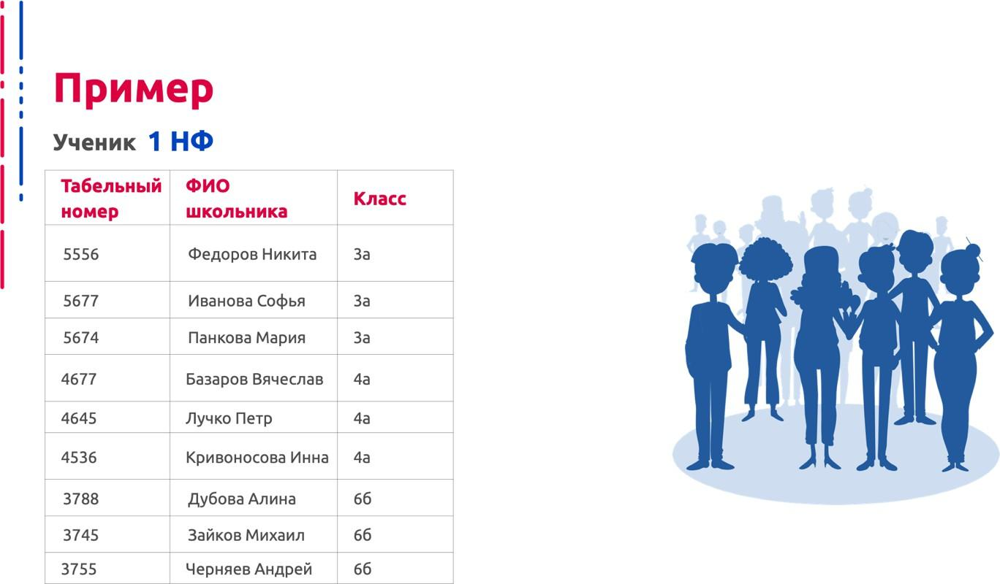 Пример
Ученик 1 НФ
Табельный номер ФИО школьника Класс
5556 Федоров Никита 3а
5677 Иванова Софья 3а
5674 Панкова Мария 3а
4677 Базаров Вячеслав 4а
4645 Лучко Петр 4а
4536 Кривоносова Инна 4а
3788 Дубова Алина 6б
3745 Зайков Михаил 6б
3755 Черняев Андрей 6б